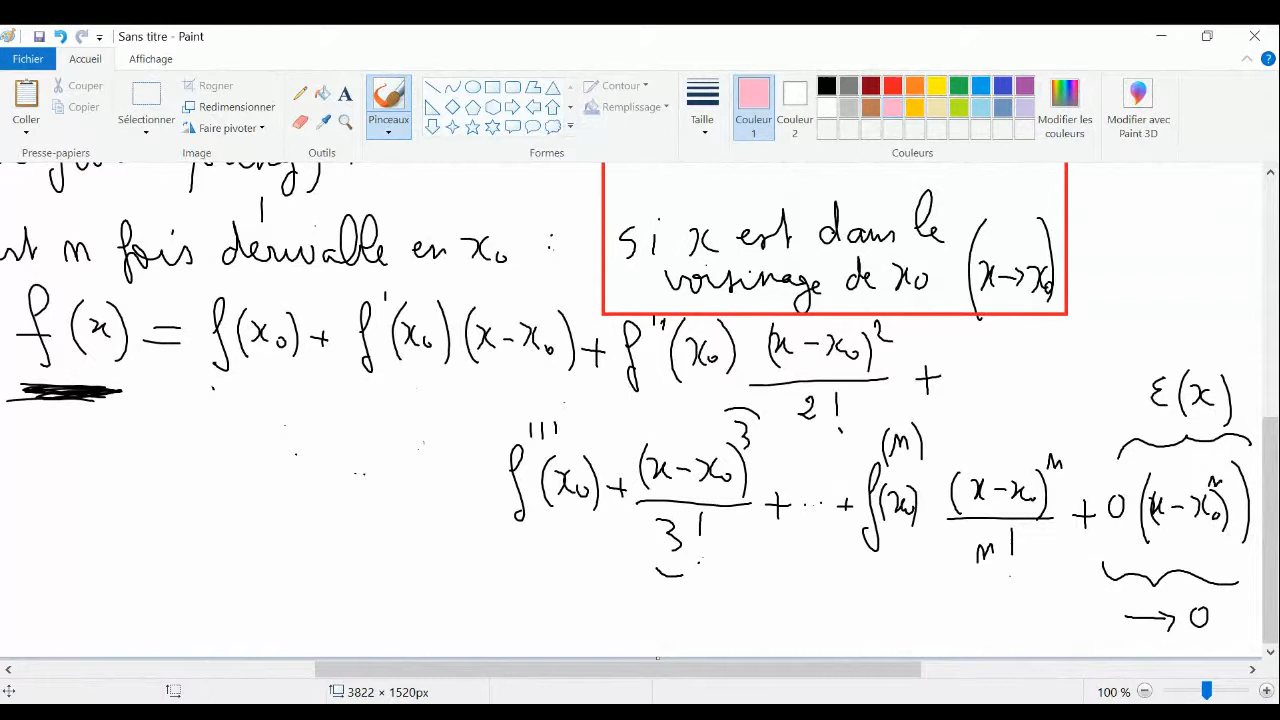 Sans titre - Paint
Fichier Accueil Affichage
Coller Couper Copier Sélectionner Rogner Redimensionner Faire pivoter Pinceaux Contour Remplissage Taille Couleur 1 Couleur 2 Modifier les couleurs Modifier avec Paint 3D
Presse-papiers Image Outils Formes Couleurs
n fois dérivable en x₀ :
si x est dans le
voisinage de x₀ (x→x₀)
f(x) = f(x₀) + f'(x₀)(x-x₀) + f''(x₀) (x-x₀)²/2! +
f'''(x₀) + (x-x₀)³/3! + ... + f⁽ⁿ⁾(x₀) (x-x₀)ⁿ/n! + o((x-x₀)ⁿ)
ε(x)
→ 0
3822 × 1520px 100 %